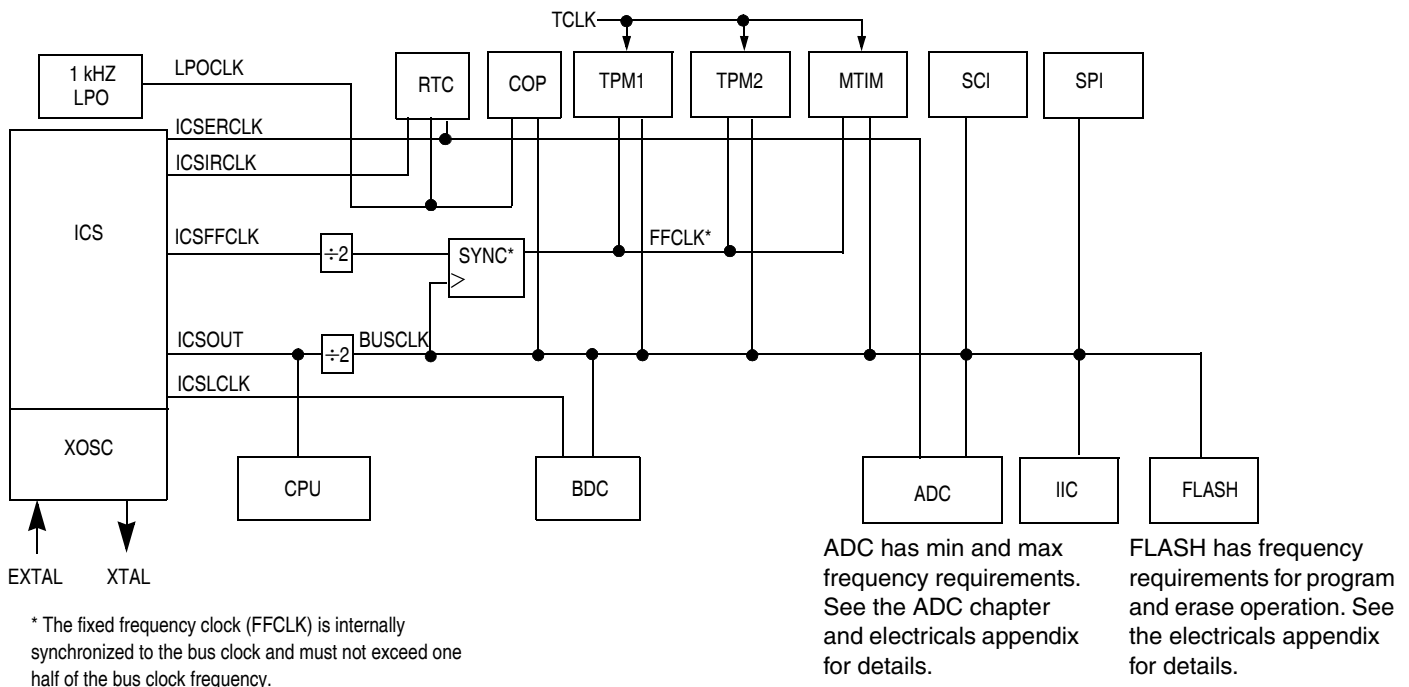 TCLK
1 kHZ
LPO
LPOCLK
RTC
COP
TPM1
TPM2
MTIM
SCI
SPI
ICSERCLK
ICSIRCLK
ICS
ICSFFCLK
÷2
SYNC*
FFCLK*
ICSOUT
÷2
BUSCLK
ICSLCLK
XOSC
CPU
BDC
ADC
IIC
FLASH
EXTAL
XTAL
ADC has min and max
frequency requirements.
See the ADC chapter
and electricals appendix
for details.
FLASH has frequency
requirements for program
and erase operation. See
the electricals appendix
for details.
* The fixed frequency clock (FFCLK) is internally
synchronized to the bus clock and must not exceed one
half of the bus clock frequency.